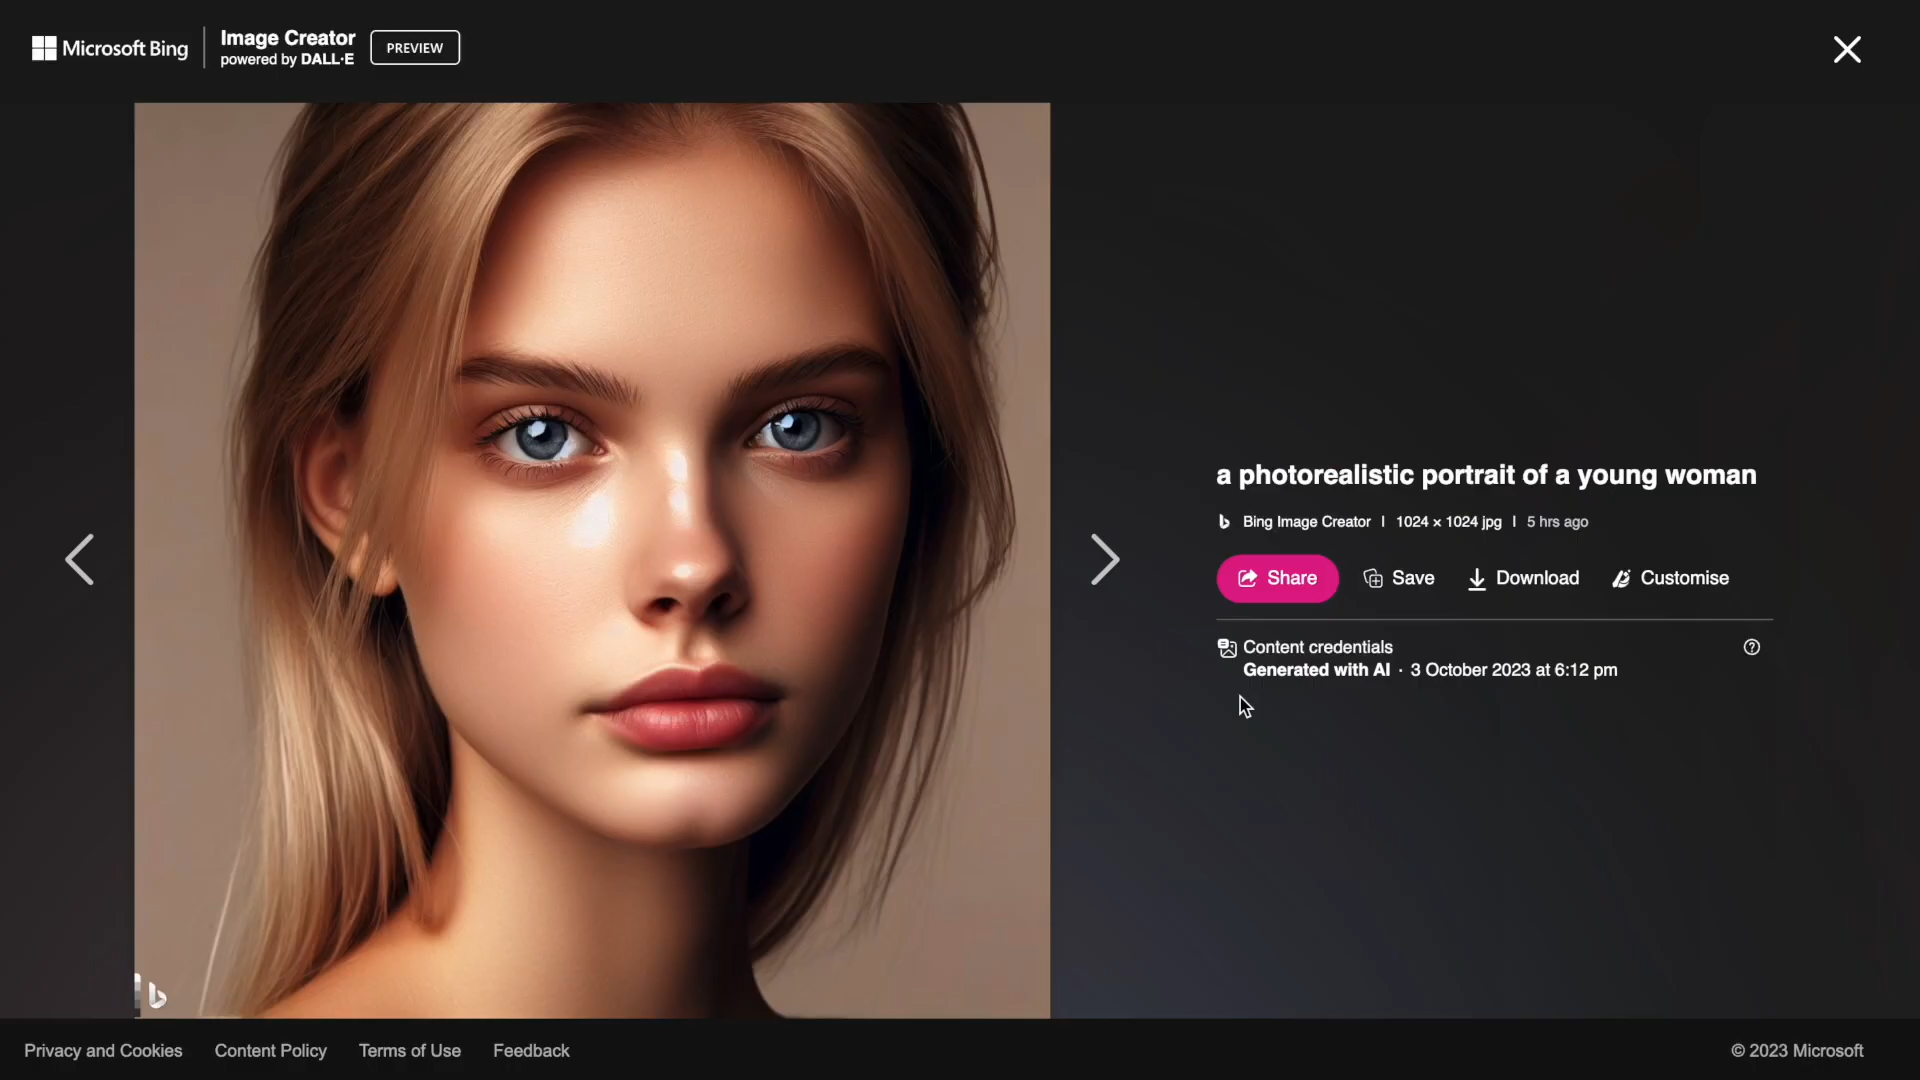 Microsoft Bing
Image Creator
powered by DALL·E
PREVIEW
a photorealistic portrait of a young woman
Bing Image Creator | 1024 × 1024 jpg | 5 hrs ago
Share Save Download Customise
Content credentials
Generated with AI · 3 October 2023 at 6:12 pm
Privacy and Cookies Content Policy Terms of Use Feedback © 2023 Microsoft